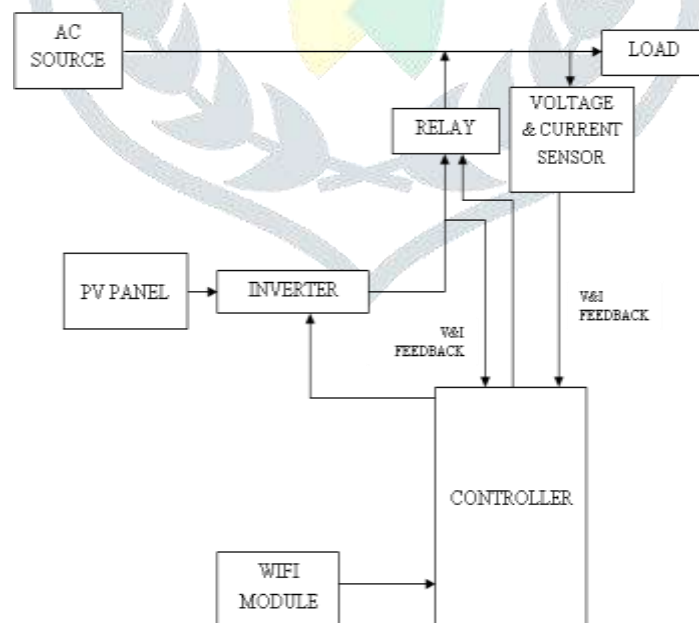 AC
SOURCE
LOAD
RELAY
VOLTAGE
& CURRENT
SENSOR
PV PANEL
INVERTER
V&I
FEEDBACK
V&I
FEEDBACK
CONTROLLER
WIFI
MODULE